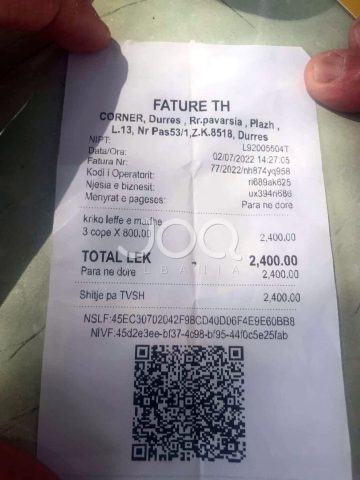 FATURE TH
CORNER, Durres , Rr.pavarsia , Plazh ,
L.13, Nr Pas53/1,Z.K.8518, Durres
NIPT: L92005504T
Data/Ora: 02/07/2022 14:27:05
Fatura Nr: 77/2022/nh874yq958
Kodi i Operatorit: ri689ak625
Njesia e biznesit: ux394ri686
Menyrat e pageses: Para ne dore
kriko leffe e madhe
3 cope X 800.00 2,400.00
JOQ
ALBANIA
TOTAL LEK - 2,400.00
Para ne dore 2,400.00
Shitje pa TVSH 2,400.00
NSLF:45EC30702042F98CD40D06F4E9E60BB8
NIVF:45d2e3ee-bf37-4c98-bf95-44f0c5e25fab